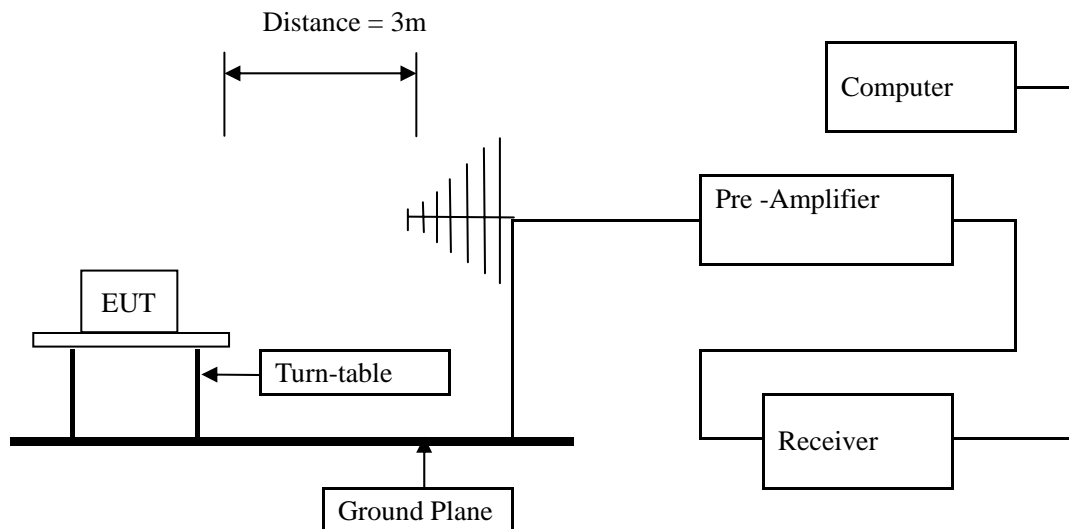 Distance = 3m
Computer
Pre -Amplifier
EUT
Turn-table
Receiver
Ground Plane